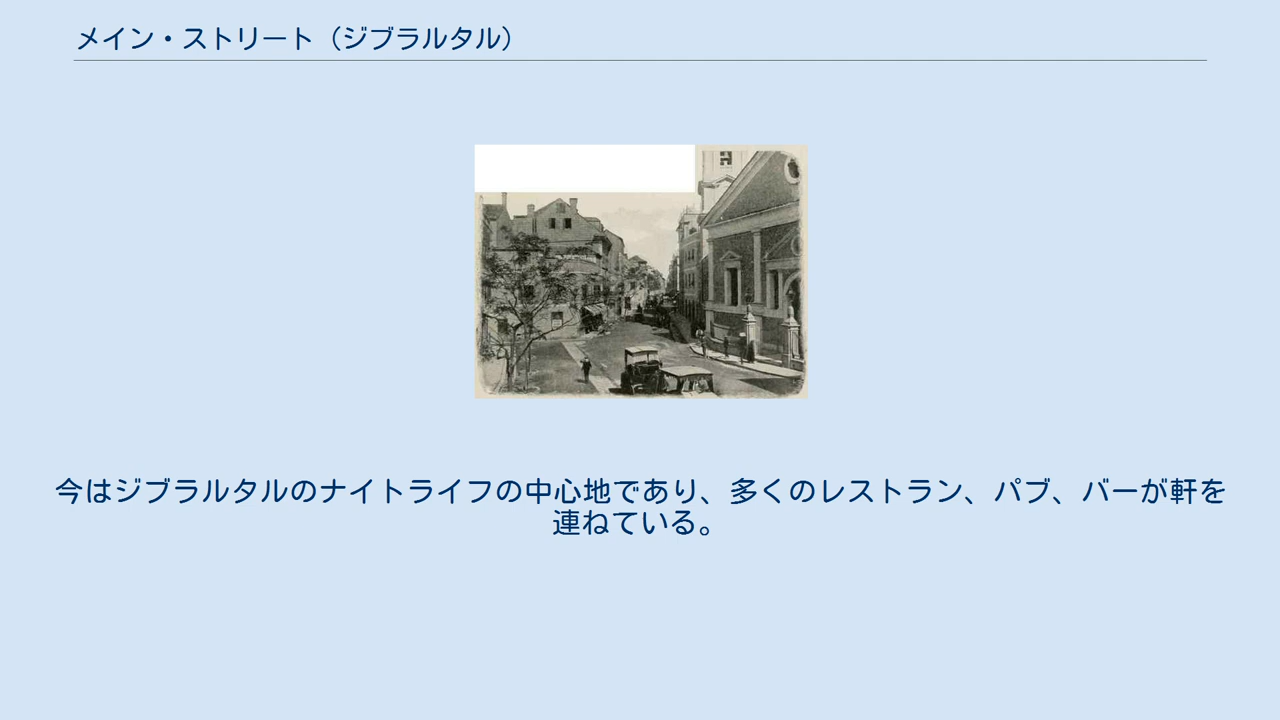 メイン・ストリート（ジブラルタル）
今はジブラルタルのナイトライフの中心地であり、多くのレストラン、パブ、バーが軒を
連ねている。